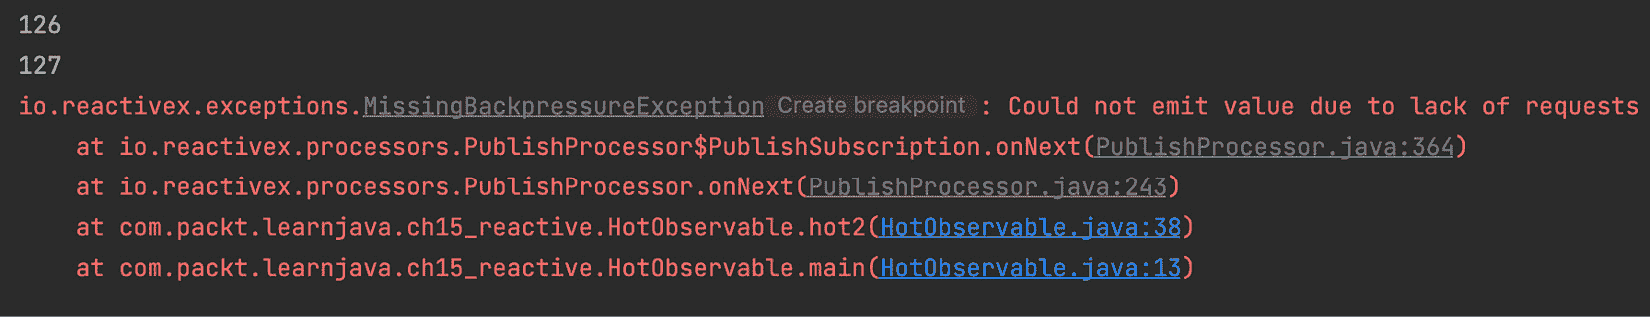 126
127
io.reactivex.exceptions.MissingBackpressureException Create breakpoint : Could not emit value due to lack of requests
at io.reactivex.processors.PublishProcessor$PublishSubscription.onNext(PublishProcessor.java:364)
at io.reactivex.processors.PublishProcessor.onNext(PublishProcessor.java:243)
at com.packt.learnjava.ch15_reactive.HotObservable.hot2(HotObservable.java:38)
at com.packt.learnjava.ch15_reactive.HotObservable.main(HotObservable.java:13)